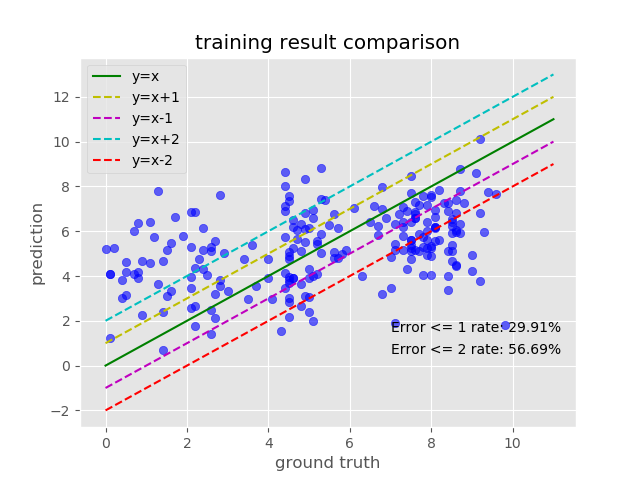 training result comparison
y=x
y=x+1
y=x-1
y=x+2
y=x-2
12
10
8
6
4
2
0
−2
prediction
Error <= 1 rate: 29.91%
Error <= 2 rate: 56.69%
0 2 4 6 8 10
ground truth